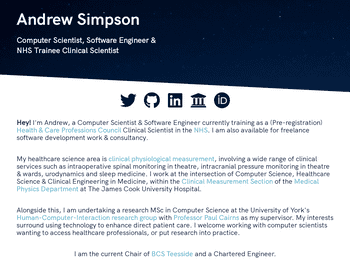 Andrew Simpson
Computer Scientist, Software Engineer &
NHS Trainee Clinical Scientist
Hey! I'm Andrew, a Computer Scientist & Software Engineer currently training as a (Pre-registration)
Health & Care Professions Council Clinical Scientist in the NHS. I am also available for freelance
software development work & consultancy.
My healthcare science area is clinical physiological measurement, involving a wide range of clinical
services such as intraoperative spinal monitoring in theatre, intracranial pressure monitoring in theatre
& wards, urodynamics and sleep medicine. I work at the intersection of Computer Science, Healthcare
Science & Clinical Engineering in Medicine, within the Clinical Measurement Section of the Medical
Physics Department at The James Cook University Hospital.
Alongside this, I am undertaking a research MSc in Computer Science at the University of York's
Human-Computer-Interaction research group with Professor Paul Cairns as my supervisor. My interests
surround using technology to enhance direct patient care. I welcome working with computer scientists
wanting to access healthcare professionals, or put research into practice.
I am the current Chair of BCS Teesside and a Chartered Engineer.